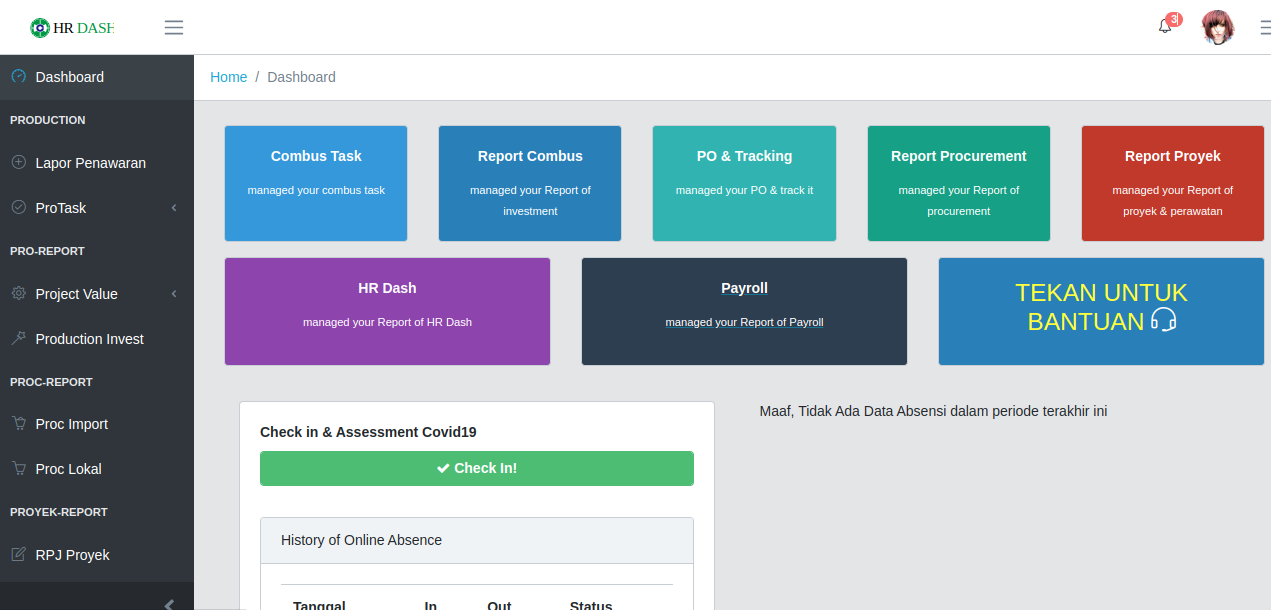 HR DASH
3
Dashboard
Home / Dashboard
PRODUCTION
Lapor Penawaran
ProTask
PRO-REPORT
Project Value
Production Invest
PROC-REPORT
Proc Import
Proc Lokal
PROYEK-REPORT
RPJ Proyek
Combus Task
managed your combus task
Report Combus
managed your Report of
investment
PO & Tracking
managed your PO & track it
Report Procurement
managed your Report of
procurement
Report Proyek
managed your Report of
proyek & perawatan
HR Dash
managed your Report of HR Dash
Payroll
managed your Report of Payroll
TEKAN UNTUK
BANTUAN
Check in & Assessment Covid19
Check In!
History of Online Absence
Tanggal In Out Status
Maaf, Tidak Ada Data Absensi dalam periode terakhir ini